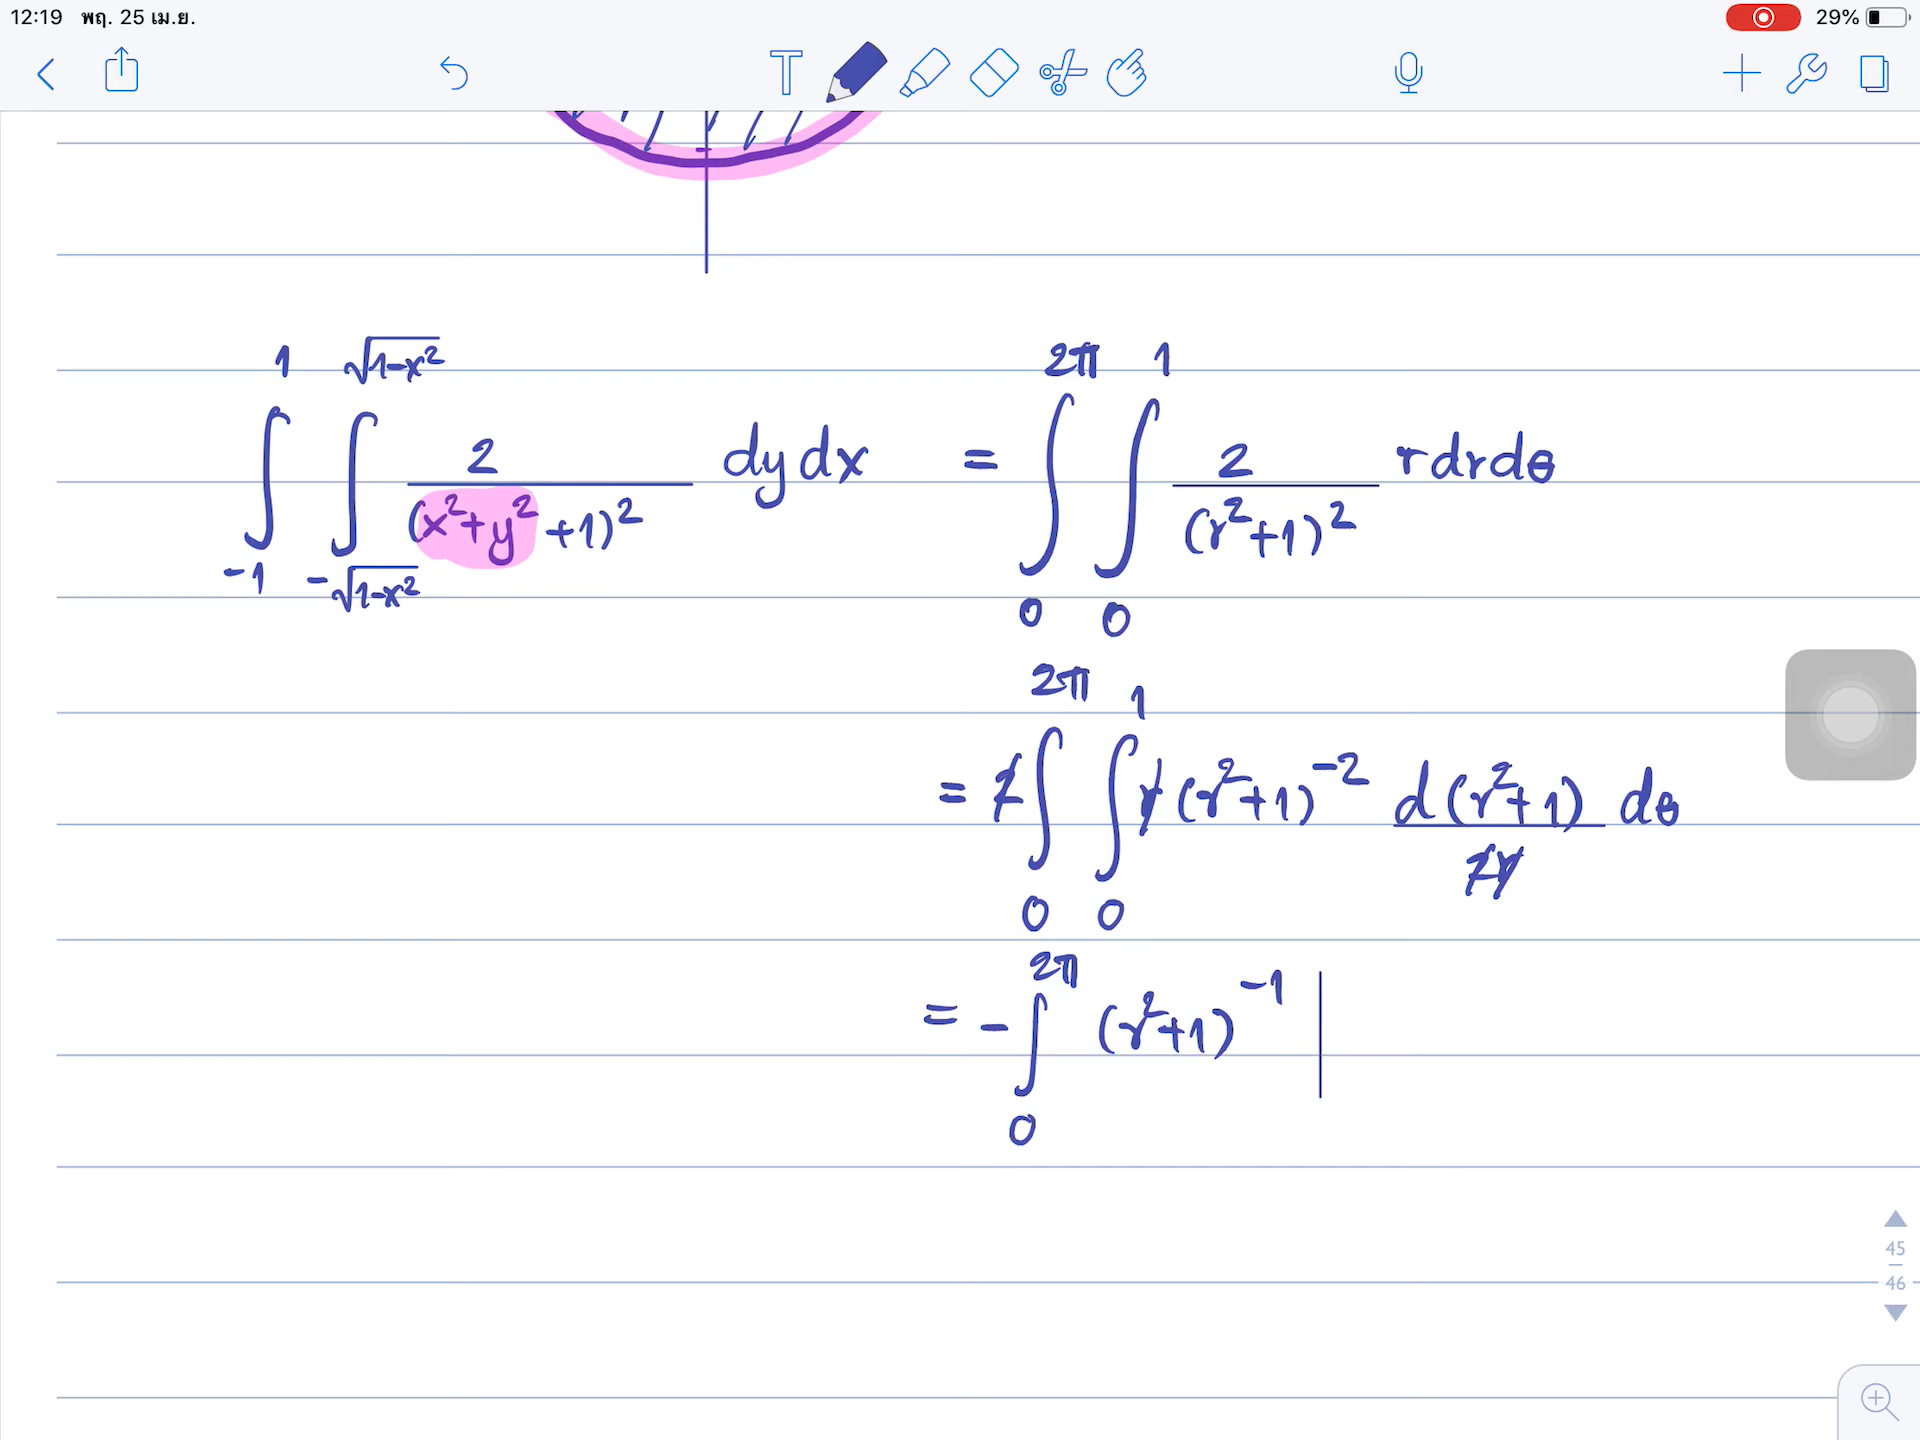 12:19 พฤ. 25 เม.ย. 29%
T
∫_{-1}^{1} ∫_{-√(1-x²)}^{√(1-x²)} 2/(x²+y²+1)² dy dx = ∫_0^{2π} ∫_0^1 2/(r²+1)² r dr dθ
= 2 ∫_0^{2π} ∫_0^1 r (r²+1)^{-2} d(r²+1)/2r dθ
= - ∫_0^{2π} (r²+1)^{-1} |
45
46